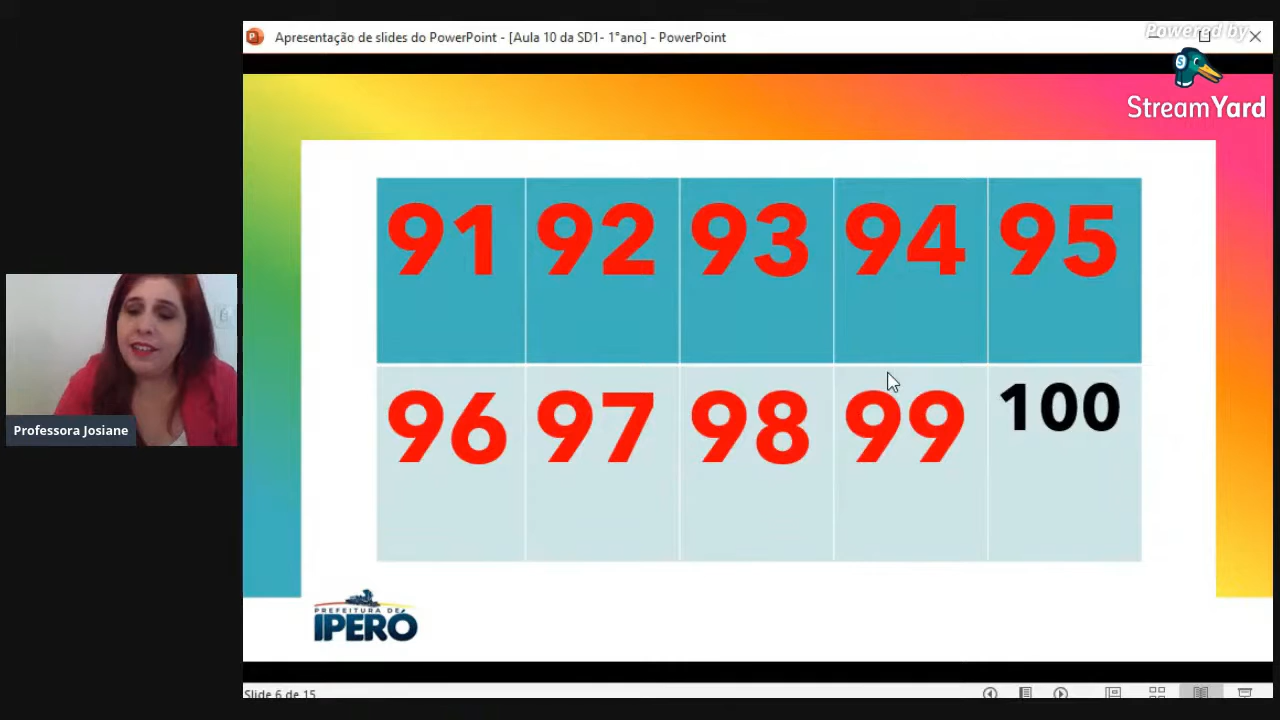 Apresentação de slides do PowerPoint - [Aula 10 da SD1- 1°ano] - PowerPoint
Powered by
StreamYard
91 92 93 94 95
96 97 98 99 100
Professora Josiane
PREFEITURA DE
IPERÓ
Slide 6 de 15